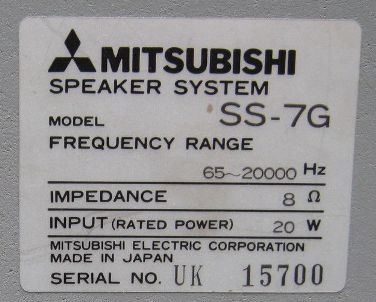 MITSUBISHI
SPEAKER SYSTEM
MODEL SS-7G
FREQUENCY RANGE
65~20000 Hz
IMPEDANCE 8 Ω
INPUT (RATED POWER) 20 W
MITSUBISHI ELECTRIC CORPORATION
MADE IN JAPAN
SERIAL NO. UK 15700